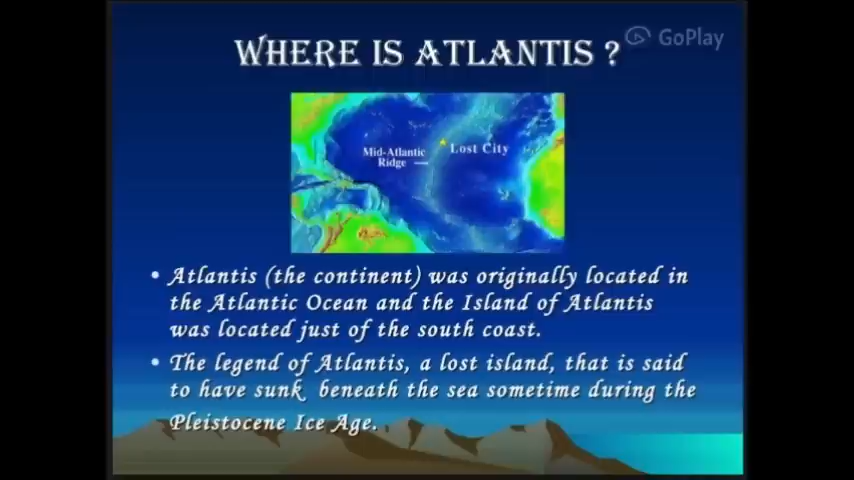 WHERE IS ATLANTIS ?
GoPlay
Mid-Atlantic
Ridge
Lost City
• Atlantis (the continent) was originally located in
the Atlantic Ocean and the Island of Atlantis
was located just of the south coast.
• The legend of Atlantis, a lost island, that is said
to have sunk beneath the sea sometime during the
Pleistocene Ice Age.